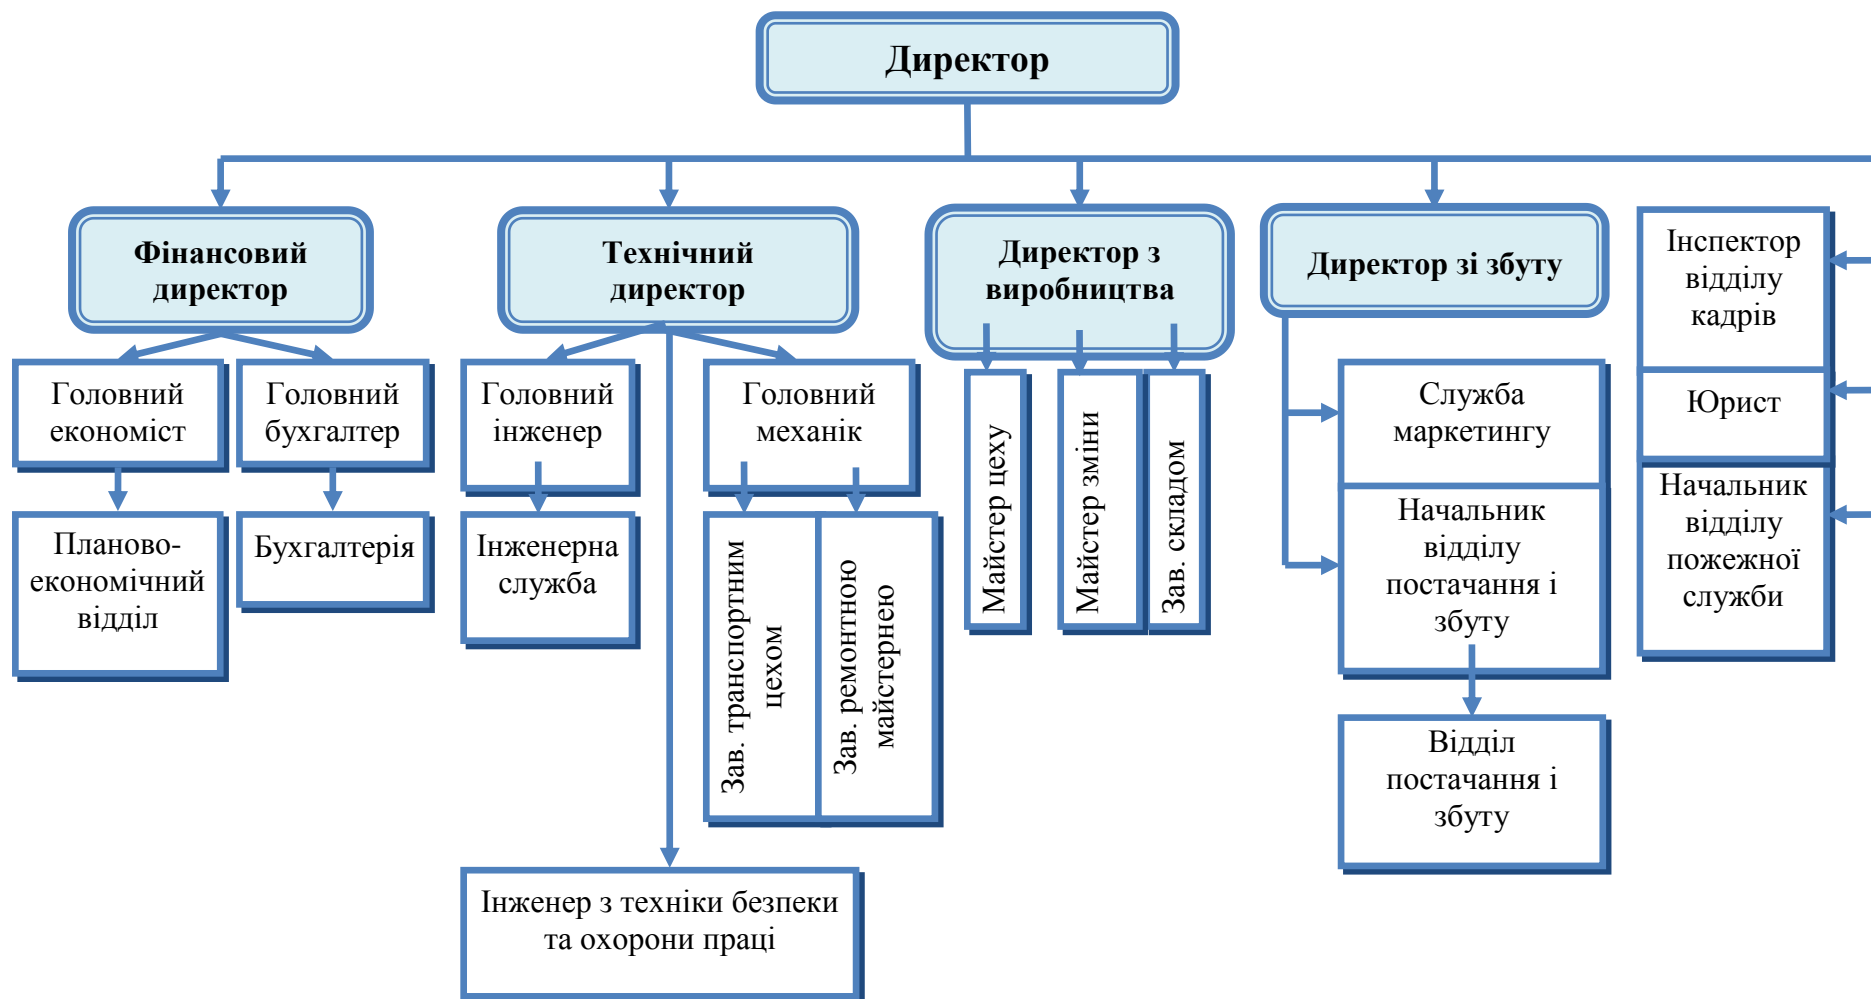 Директор
Фінансовий
директор
Технічний
директор
Директор з
виробництва
Директор зі збуту
Інспектор
відділу
кадрів
Головний
економіст
Головний
бухгалтер
Головний
інженер
Головний
механік
Майстер цеху
Майстер зміни
Зав. складом
Служба
маркетингу
Юрист
Планово-
економічний
відділ
Бухгалтерія
Інженерна
служба
Зав. транспортним
цехом
Зав. ремонтною
майстернею
Начальник
відділу
постачання і
збуту
Начальник
відділу
пожежної
служби
Відділ
постачання і
збуту
Інженер з техніки безпеки
та охорони праці